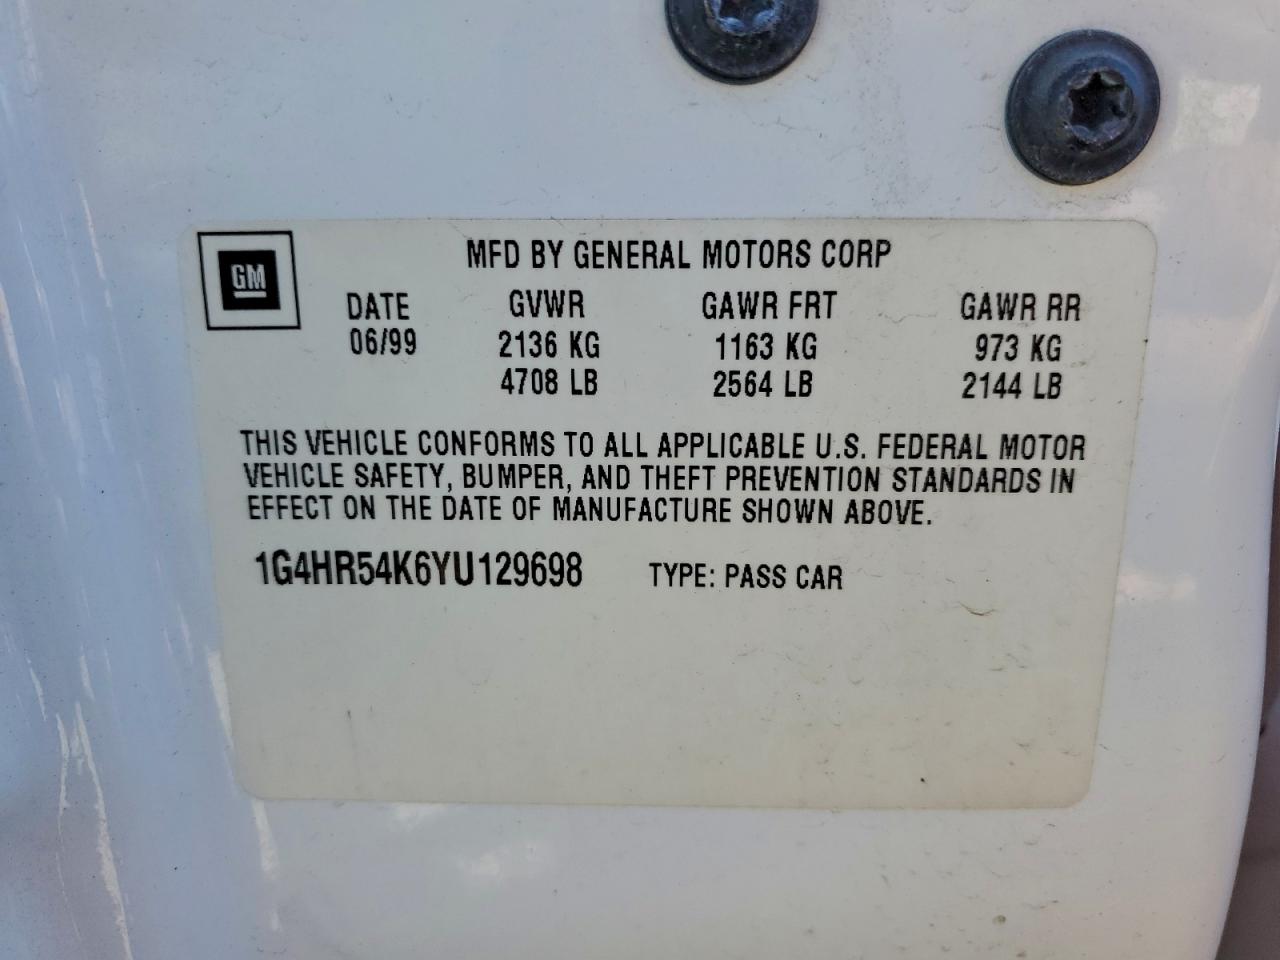 GM
MFD BY GENERAL MOTORS CORP
DATE GVWR GAWR FRT GAWR RR
06/99 2136 KG 1163 KG 973 KG
4708 LB 2564 LB 2144 LB
THIS VEHICLE CONFORMS TO ALL APPLICABLE U.S. FEDERAL MOTOR
VEHICLE SAFETY, BUMPER, AND THEFT PREVENTION STANDARDS IN
EFFECT ON THE DATE OF MANUFACTURE SHOWN ABOVE.
1G4HR54K6YU129698 TYPE: PASS CAR